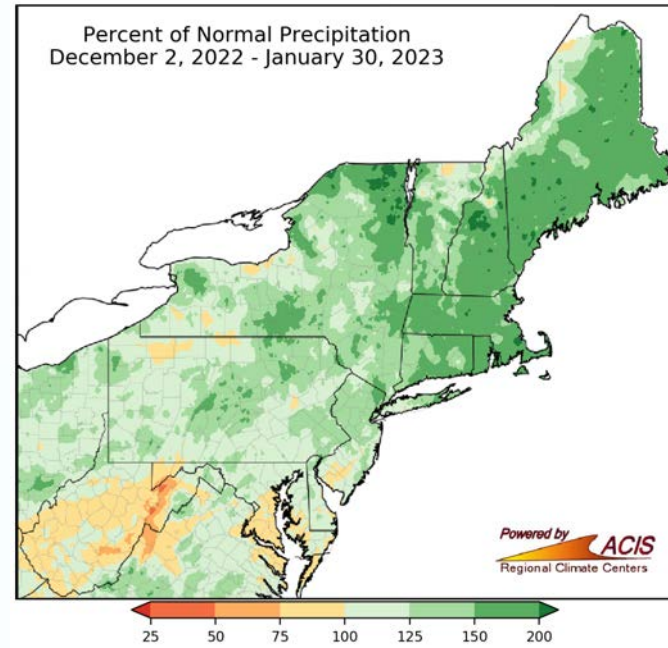 Percent of Normal Precipitation
December 2, 2022 - January 30, 2023
Powered by
ACIS
Regional Climate Centers
25 50 75 100 125 150 200